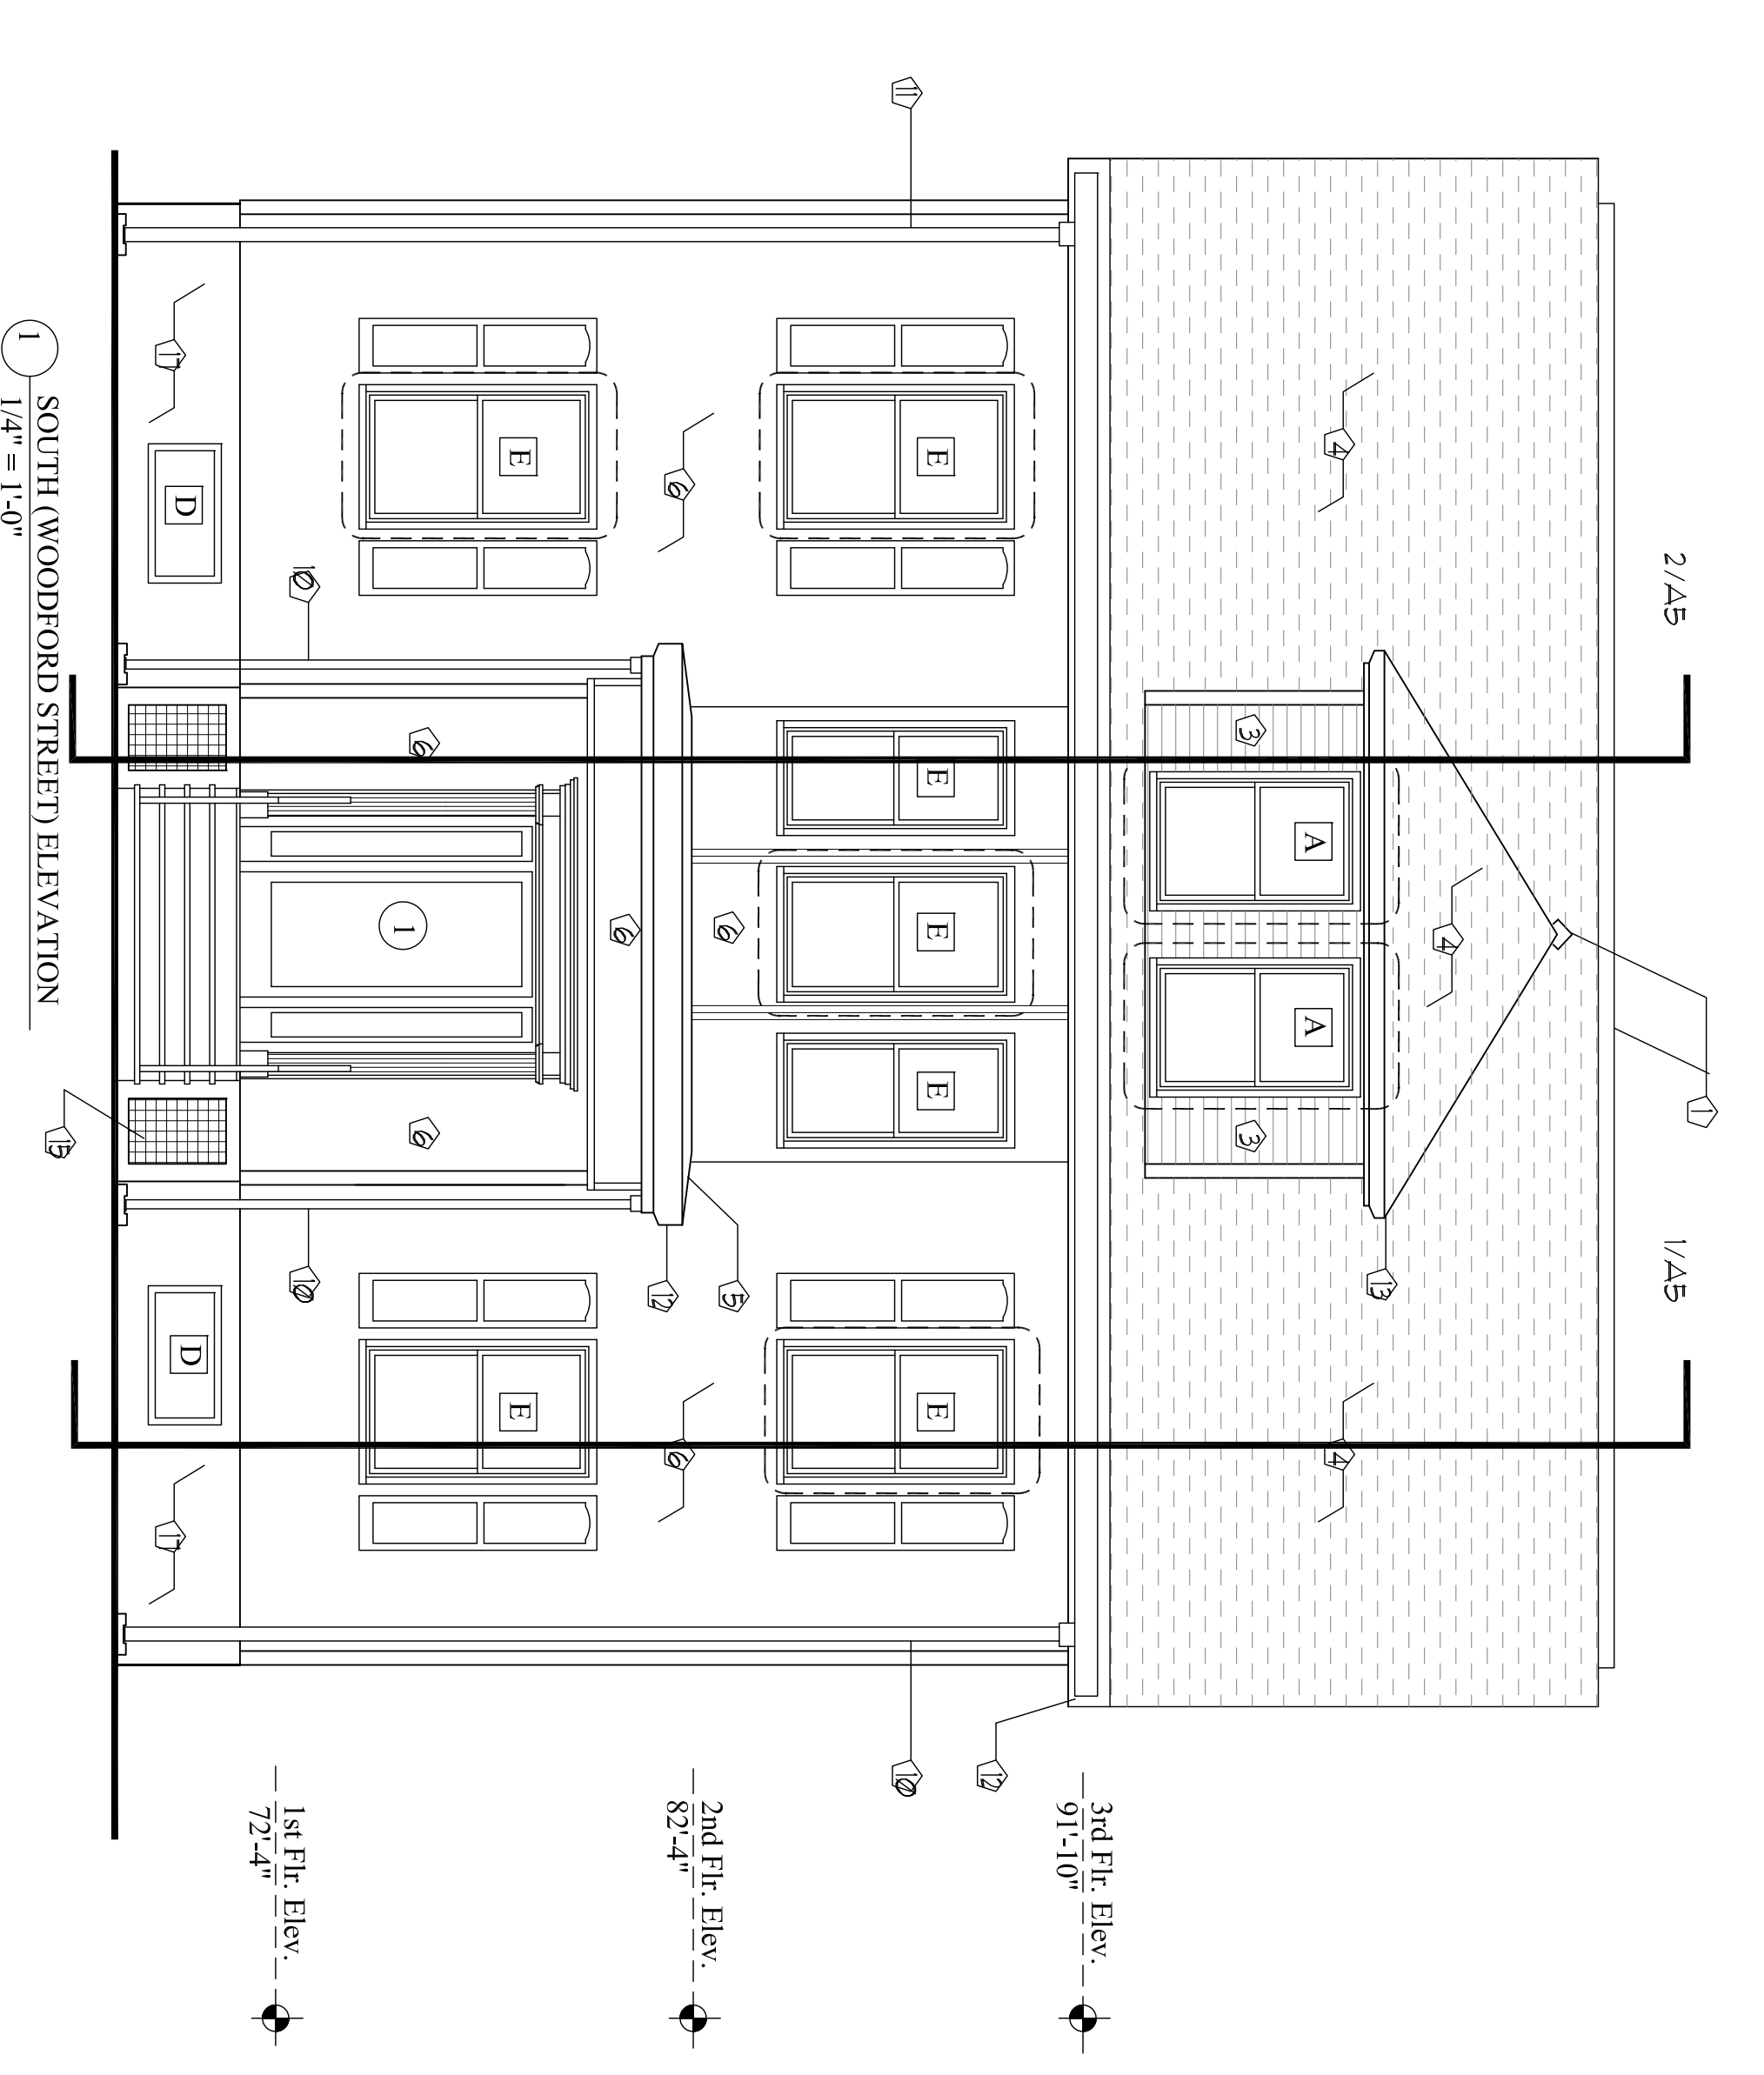 2/A5
1/A5
1
4
13
4
4
A
A
3
3
3rd Flr. Elev.
91'-10"
12
E
E
E
E
E
11
10
6
5
2nd Flr. Elev.
82'-4"
6
6
12
6
E
E
6
6
1
10
10
1st Flr. Elev.
72'-4"
D
D
17
17
15
1
SOUTH (WOODFORD STREET) ELEVATION
1/4" = 1'-0"